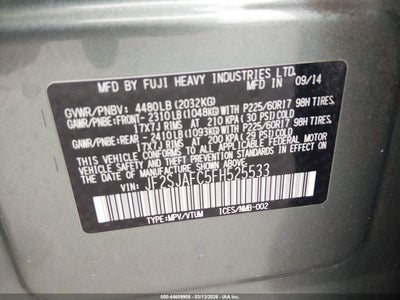 MFD BY FUJI HEAVY INDUSTRIES LTD. 09/14
GVWR/PNBV: 4480LB (2032KG)
GAWR/PNBE: FRONT- 2310LB(1048KG) WITH P225/60R17 98H TIRES,
17X7J RIMS AT 210 KPA (30 PSI) COLD
GAWR/PNBE: REAR - 2410LB(1093KG) WITH P225/60R17 98H TIRES,
17X7J RIMS AT 200 KPA (29 PSI) COLD
THIS VEHICLE CONFORMS TO ALL APPLICABLE FEDERAL MOTOR
VEHICLE SAFETY, BUMPER, AND THEFT PREVENTION STANDARDS
IN EFFECT ON THE DATE OF MANUFACTURE SHOWN ABOVE.
VIN: JF2SJAFC5FH525533
TYPE:MPV/VTUM ICES/NMB-002
000-44609900 - 03/13/2026 - IAAI.COM